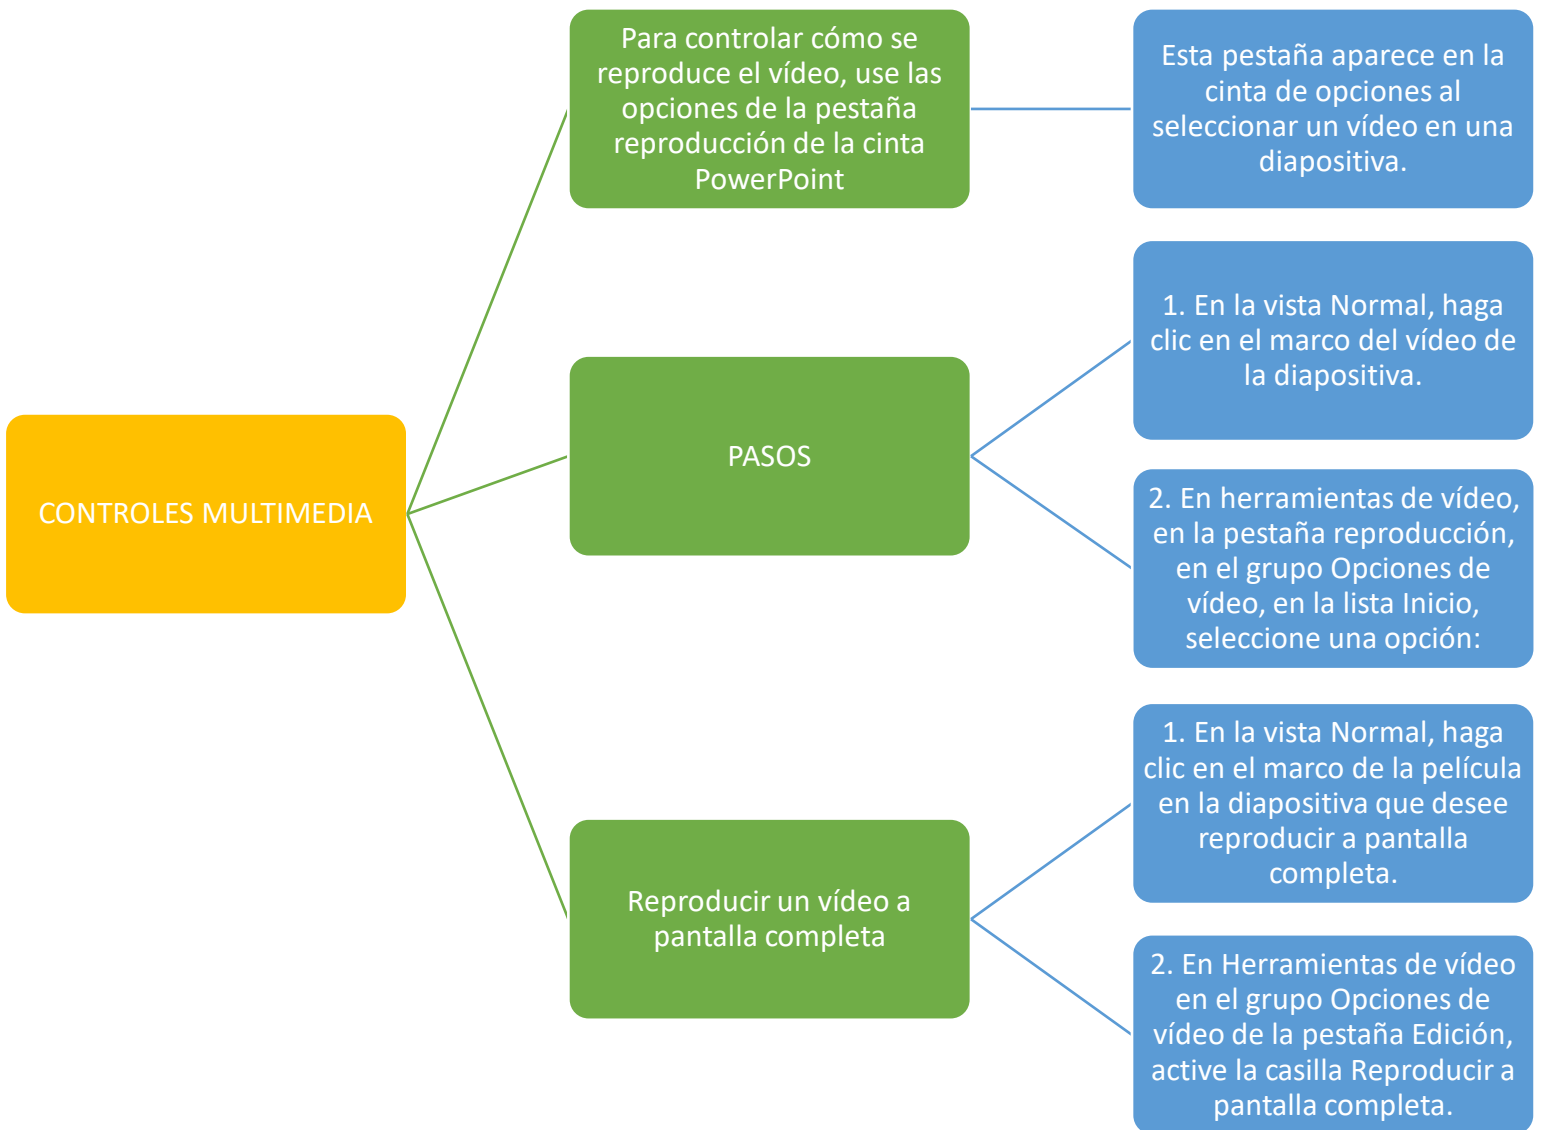 CONTROLES MULTIMEDIA
Para controlar cómo se
reproduce el vídeo, use las
opciones de la pestaña
reproducción de la cinta
PowerPoint
Esta pestaña aparece en la
cinta de opciones al
seleccionar un vídeo en una
diapositiva.
PASOS
1. En la vista Normal, haga
clic en el marco del vídeo de
la diapositiva.
2. En herramientas de vídeo,
en la pestaña reproducción,
en el grupo Opciones de
vídeo, en la lista Inicio,
seleccione una opción:
Reproducir un vídeo a
pantalla completa
1. En la vista Normal, haga
clic en el marco de la película
en la diapositiva que desee
reproducir a pantalla
completa.
2. En Herramientas de vídeo
en el grupo Opciones de
vídeo de la pestaña Edición,
active la casilla Reproducir a
pantalla completa.